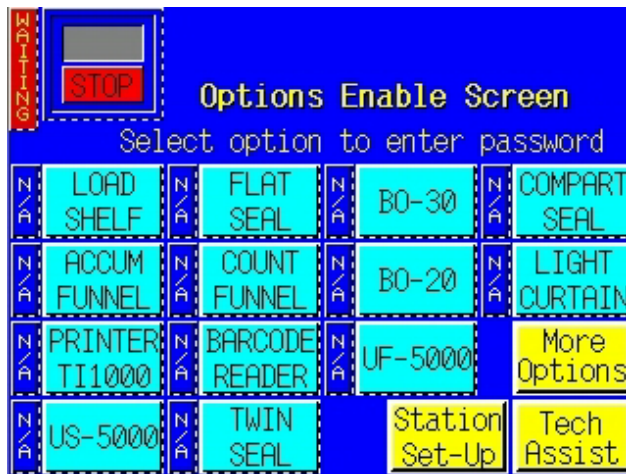 WAITING
STOP
Options Enable Screen
Select option to enter password
N/A LOAD SHELF N/A FLAT SEAL N/A BO-30 N/A COMPART SEAL
N/A ACCUM FUNNEL N/A COUNT FUNNEL N/A BO-20 N/A LIGHT CURTAIN
N/A PRINTER TI1000 N/A BARCODE READER N/A UF-5000 More Options
N/A US-5000 N/A TWIN SEAL Station Set-Up Tech Assist